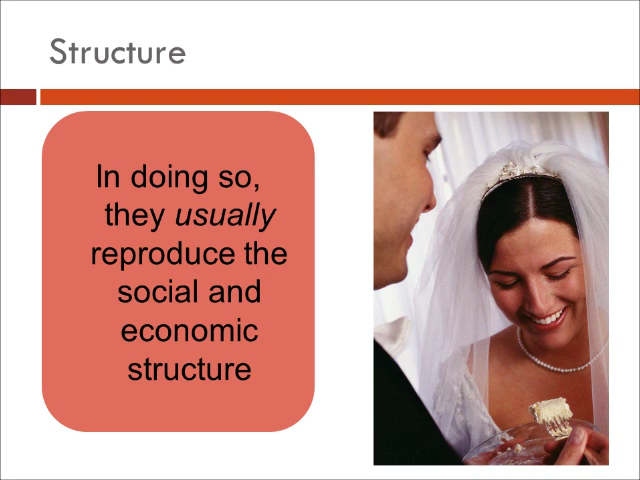 Structure
In doing so,
they usually
reproduce the
social and
economic
structure